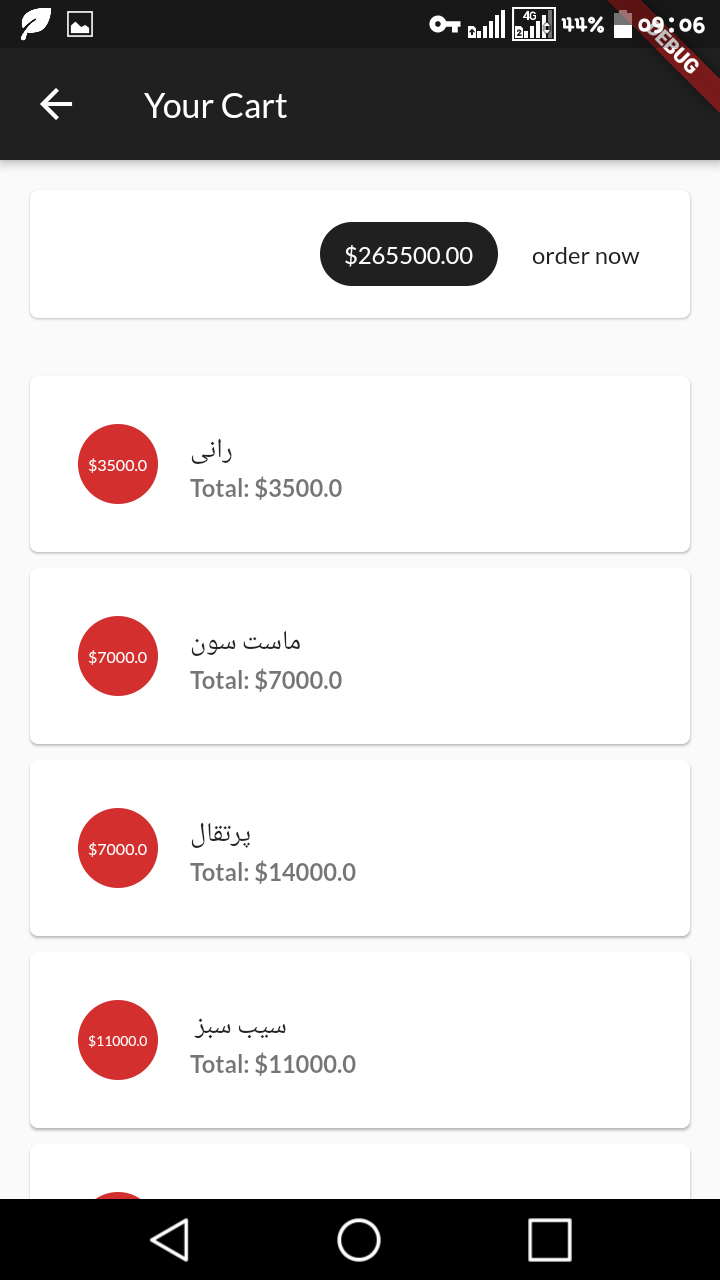 4G
44%
09:06
DEBUG
Your Cart
$265500.00
order now
$3500.0
رانی
Total: $3500.0
$7000.0
ماست سون
Total: $7000.0
$7000.0
پرتقال
Total: $14000.0
$11000.0
سیب سبز
Total: $11000.0